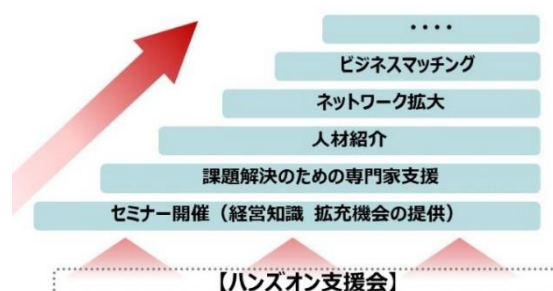 ・・・・
ビジネスマッチング
ネットワーク拡大
人材紹介
課題解決のための専門家支援
セミナー開催（経営知識 拡充機会の提供）
【ハンズオン支援会】